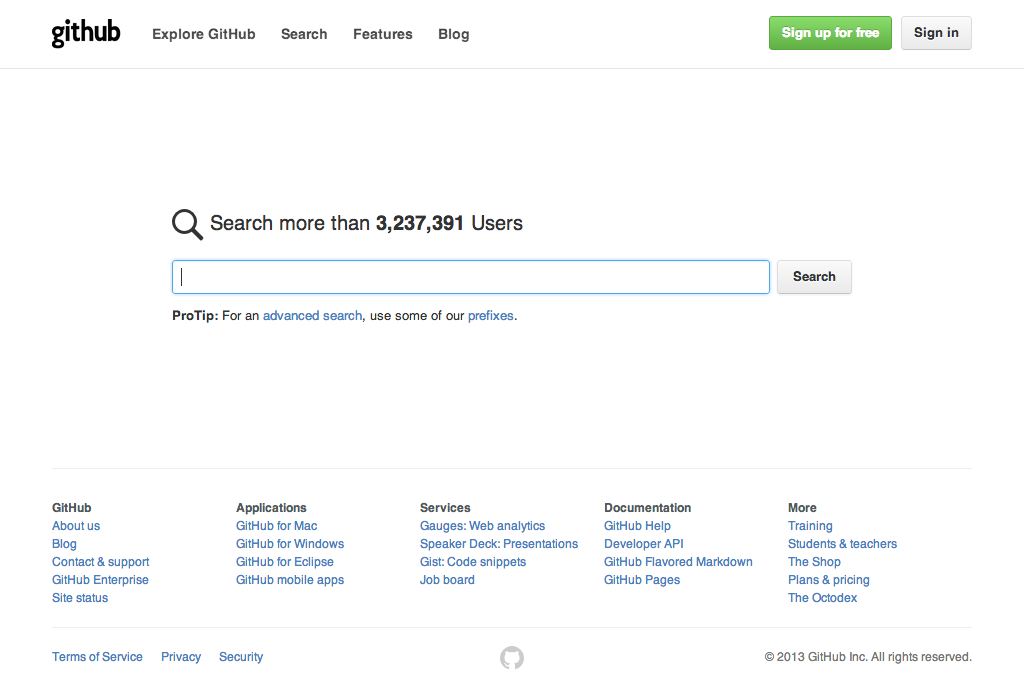 github Explore GitHub Search Features Blog Sign up for free Sign in
Search more than 3,237,391 Users
Search
ProTip: For an advanced search, use some of our prefixes.
GitHub
About us
Blog
Contact & support
GitHub Enterprise
Site status
Applications
GitHub for Mac
GitHub for Windows
GitHub for Eclipse
GitHub mobile apps
Services
Gauges: Web analytics
Speaker Deck: Presentations
Gist: Code snippets
Job board
Documentation
GitHub Help
Developer API
GitHub Flavored Markdown
GitHub Pages
More
Training
Students & teachers
The Shop
Plans & pricing
The Octodex
Terms of Service Privacy Security
© 2013 GitHub Inc. All rights reserved.